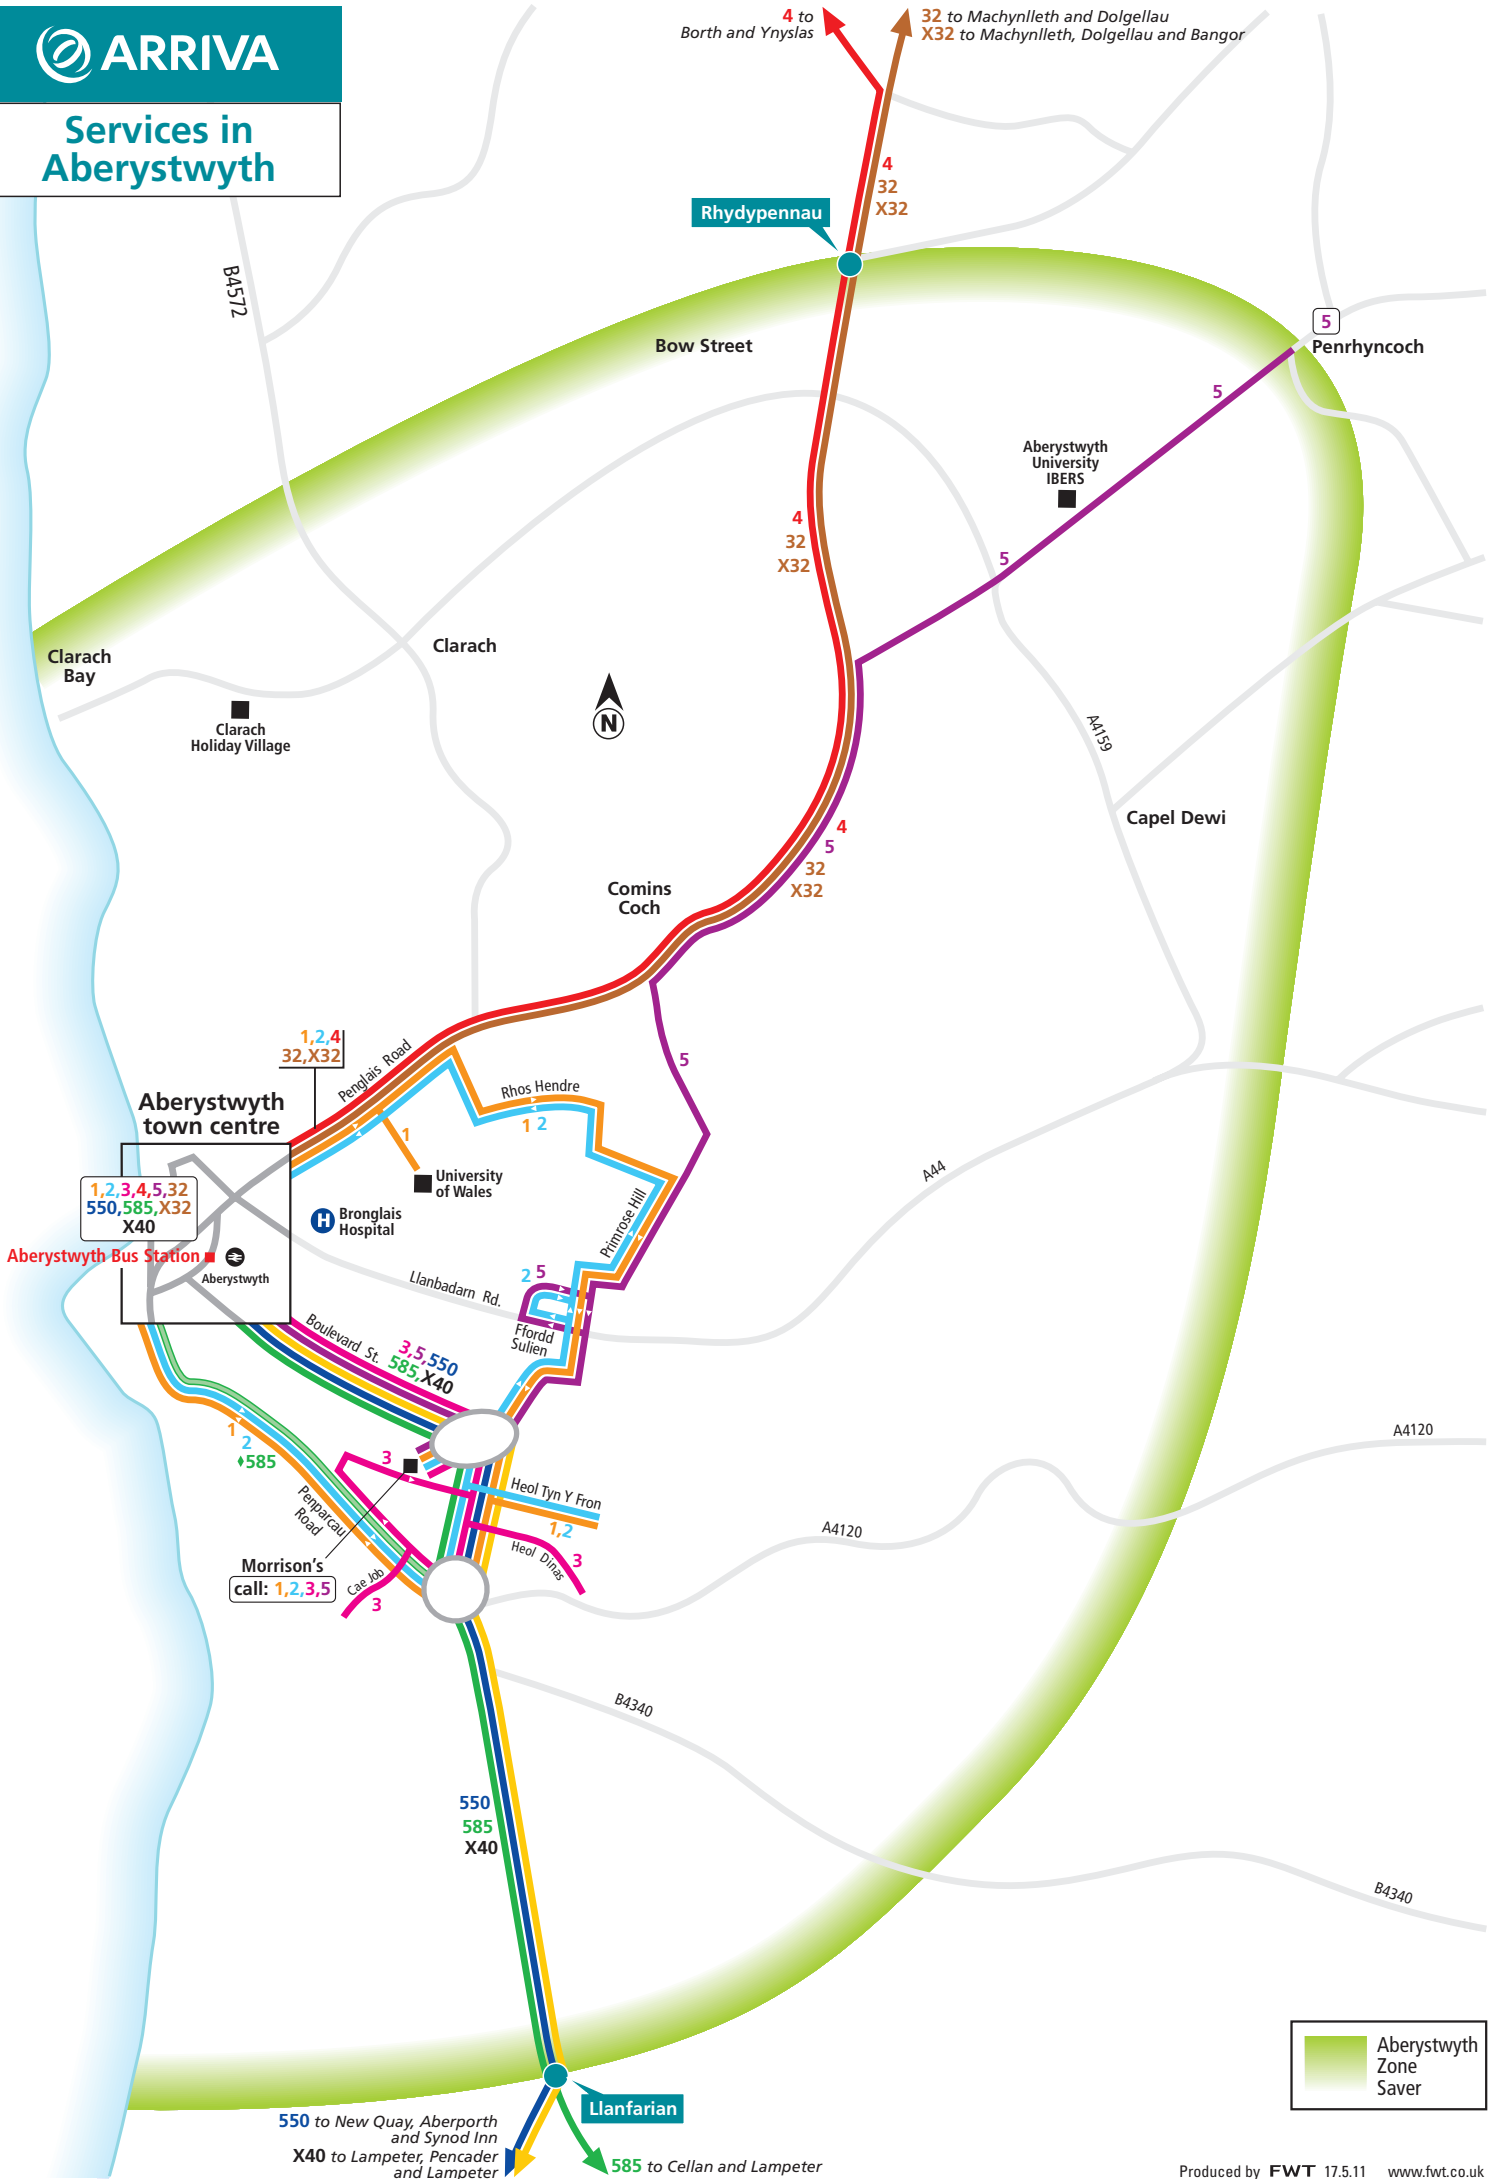 ARRIVA
Services in
Aberystwyth
4 to
Borth and Ynyslas
32 to Machynlleth and Dolgellau
X32 to Machynlleth, Dolgellau and Bangor
4
32
X32
Rhydypennau
B4572
Bow Street
5
Penrhyncoch
5
Aberystwyth
University
IBERS
4
32
X32
5
Clarach
Bay
Clarach
Clarach
Holiday Village
N
A4159
Capel Dewi
4
5
32
X32
Comins
Coch
1,2,4
32,X32
Penglais Road
5
Rhos Hendre
1 2
Aberystwyth
town centre
1
University
of Wales
A44
1,2,3,4,5,32
550,585,X32
X40
H
Bronglais
Hospital
Primrose Hill
Aberystwyth Bus Station
Aberystwyth
Llanbadarn Rd.
2 5
Ffordd
Sulien
Boulevard St.
3,5,550
585,X40
1
2
585
3
Penparcau
Road
Heol Tyn Y Fron
1,2
A4120
A4120
Heol Dinas
3
Morrison's
call: 1,2,3,5
Cae Job
3
B4340
550
585
X40
B4340
Aberystwyth
Zone
Saver
Llanfarian
550 to New Quay, Aberporth
and Synod Inn
X40 to Lampeter, Pencader
and Lampeter
585 to Cellan and Lampeter
Produced by FWT 17.5.11 www.fwt.co.uk